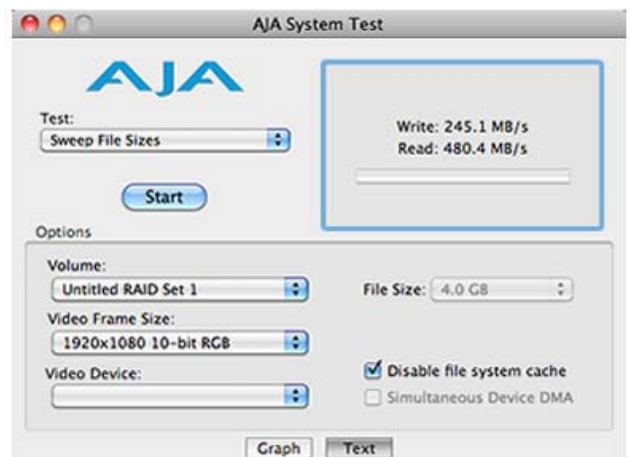 AJA System Test
AJA
Test:
Sweep File Sizes
Start
Write: 245.1 MB/s
Read: 480.4 MB/s
Options
Volume:
Untitled RAID Set 1
File Size: 4.0 GB
Video Frame Size:
1920x1080 10-bit RGB
Video Device:
Disable file system cache
Simultaneous Device DMA
Graph Text